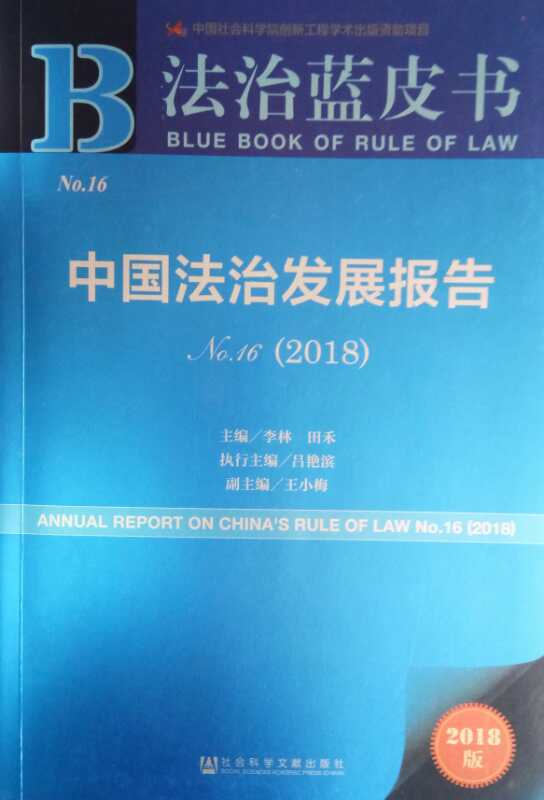 中国社会科学院创新工程学术出版资助项目
B 法治蓝皮书
BLUE BOOK OF RULE OF LAW
No.16
中国法治发展报告
No.16 (2018)
主编／李林 田禾
执行主编／吕艳滨
副主编／王小梅
ANNUAL REPORT ON CHINA'S RULE OF LAW No.16 (2018)
2018
版
社会科学文献出版社
SOCIAL SCIENCES ACADEMIC PRESS (CHINA)